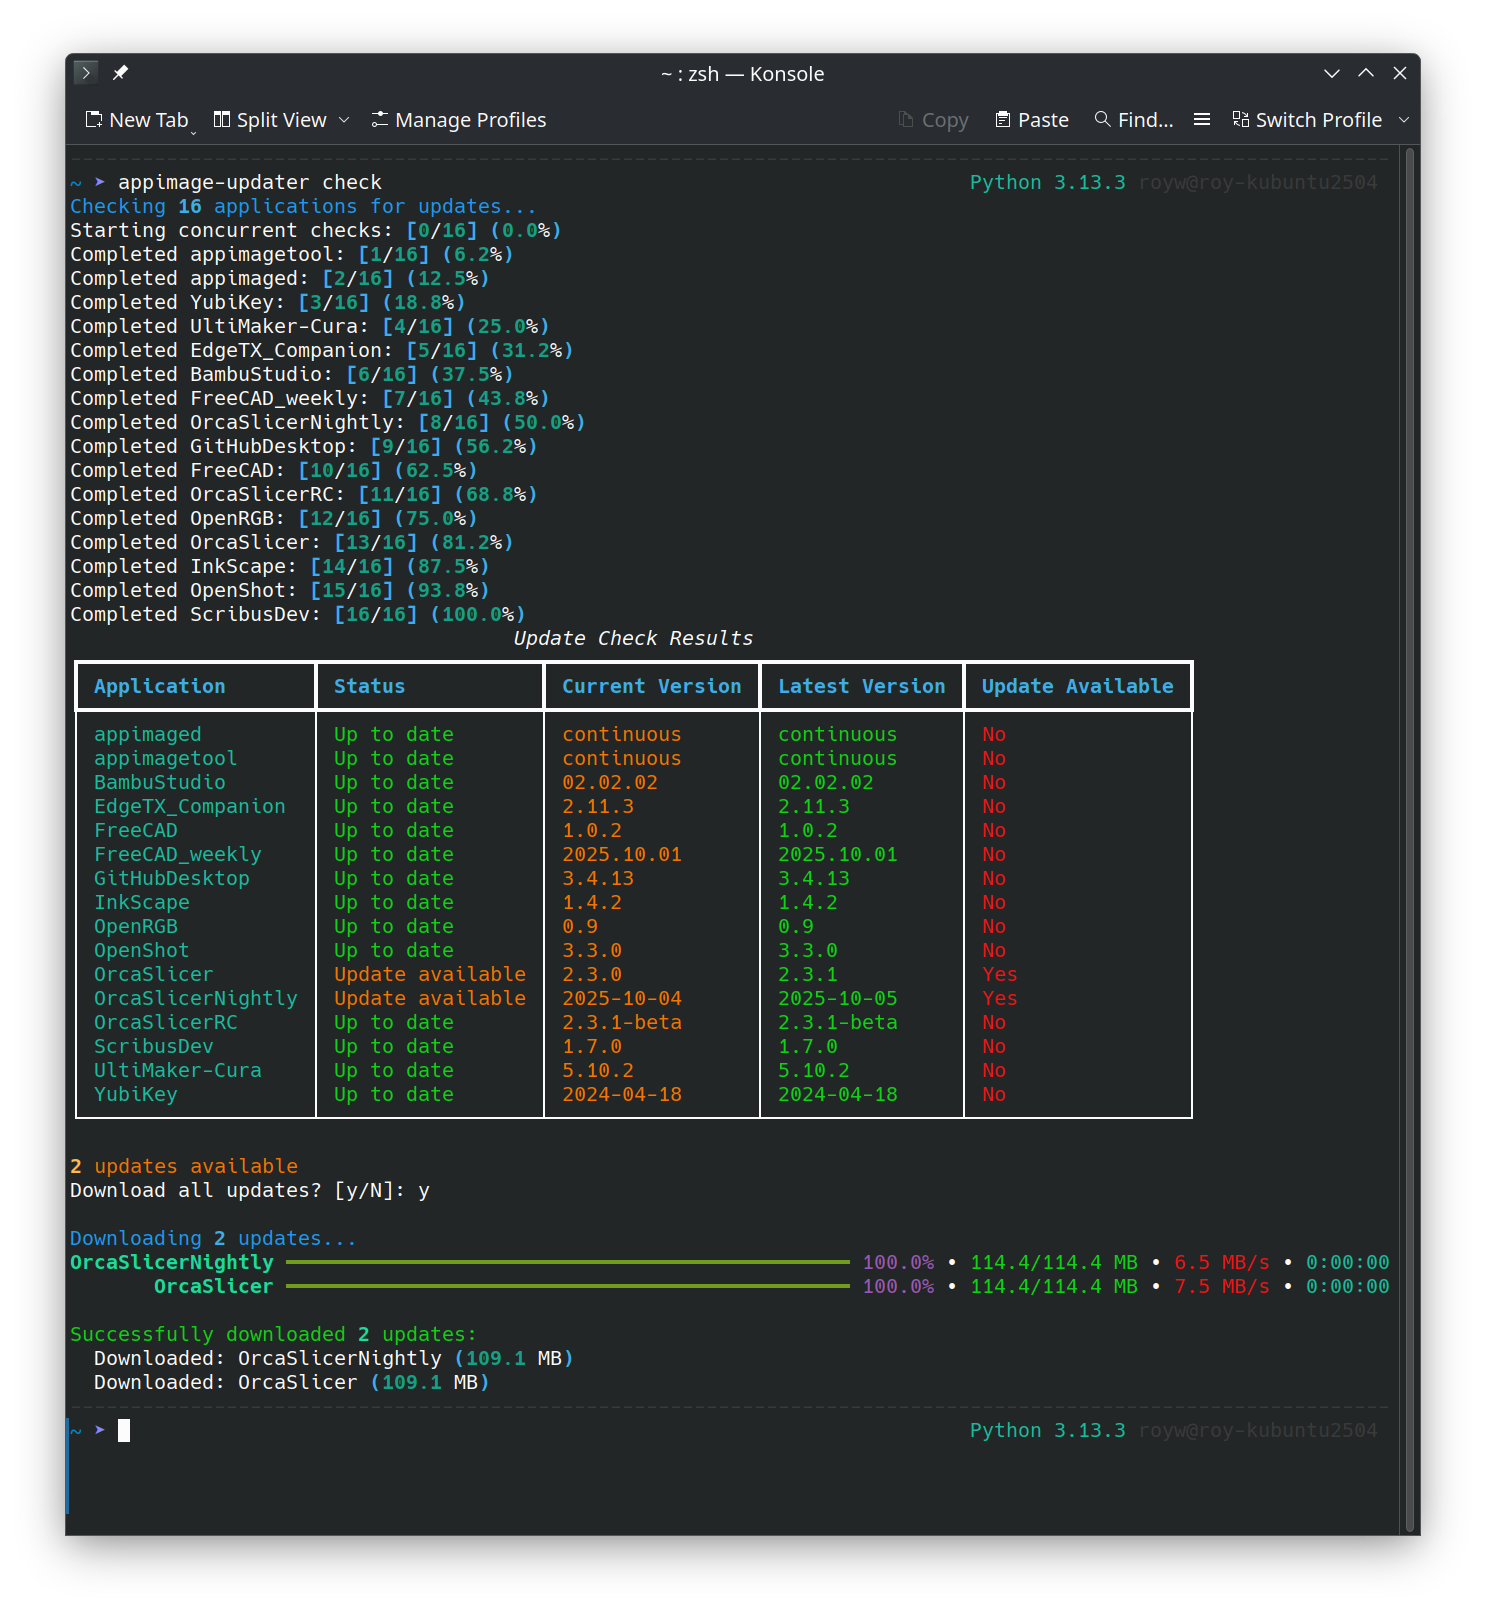 ~ : zsh — Konsole
New Tab Split View Manage Profiles Copy Paste Find... Switch Profile
~ ➤ appimage-updater check Python 3.13.3 royw@roy-kubuntu2504
Checking 16 applications for updates...
Starting concurrent checks: [0/16] (0.0%)
Completed appimagetool: [1/16] (6.2%)
Completed appimaged: [2/16] (12.5%)
Completed YubiKey: [3/16] (18.8%)
Completed UltiMaker-Cura: [4/16] (25.0%)
Completed EdgeTX_Companion: [5/16] (31.2%)
Completed BambuStudio: [6/16] (37.5%)
Completed FreeCAD_weekly: [7/16] (43.8%)
Completed OrcaSlicerNightly: [8/16] (50.0%)
Completed GitHubDesktop: [9/16] (56.2%)
Completed FreeCAD: [10/16] (62.5%)
Completed OrcaSlicerRC: [11/16] (68.8%)
Completed OpenRGB: [12/16] (75.0%)
Completed OrcaSlicer: [13/16] (81.2%)
Completed InkScape: [14/16] (87.5%)
Completed OpenShot: [15/16] (93.8%)
Completed ScribusDev: [16/16] (100.0%)
Update Check Results
Application Status Current Version Latest Version Update Available
appimaged Up to date continuous continuous No
appimagetool Up to date continuous continuous No
BambuStudio Up to date 02.02.02 02.02.02 No
EdgeTX_Companion Up to date 2.11.3 2.11.3 No
FreeCAD Up to date 1.0.2 1.0.2 No
FreeCAD_weekly Up to date 2025.10.01 2025.10.01 No
GitHubDesktop Up to date 3.4.13 3.4.13 No
InkScape Up to date 1.4.2 1.4.2 No
OpenRGB Up to date 0.9 0.9 No
OpenShot Up to date 3.3.0 3.3.0 No
OrcaSlicer Update available 2.3.0 2.3.1 Yes
OrcaSlicerNightly Update available 2025-10-04 2025-10-05 Yes
OrcaSlicerRC Up to date 2.3.1-beta 2.3.1-beta No
ScribusDev Up to date 1.7.0 1.7.0 No
UltiMaker-Cura Up to date 5.10.2 5.10.2 No
YubiKey Up to date 2024-04-18 2024-04-18 No
2 updates available
Download all updates? [y/N]: y
Downloading 2 updates...
OrcaSlicerNightly 100.0% • 114.4/114.4 MB • 6.5 MB/s • 0:00:00
OrcaSlicer 100.0% • 114.4/114.4 MB • 7.5 MB/s • 0:00:00
Successfully downloaded 2 updates:
Downloaded: OrcaSlicerNightly (109.1 MB)
Downloaded: OrcaSlicer (109.1 MB)
~ ➤ Python 3.13.3 royw@roy-kubuntu2504